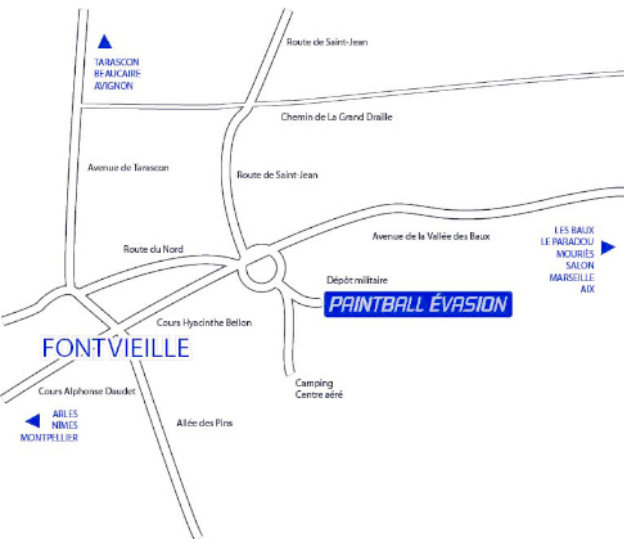 Route de Saint-Jean
TARASCON
BEAUCAIRE
AVIGNON
Chemin de La Grand Draille
Avenue de Tarascon
Route de Saint-Jean
Avenue de la Vallée des Baux
LES BAUX
LE PARADOU
MOURIÈS
SALON
MARSEILLE
AIX
Route du Nord
Dépôt militaire
PAINTBALL ÉVASION
Cours Hyacinthe Bellon
FONTVIEILLE
Camping
Centre aéré
Cours Alphonse Daudet
ARLES
NÎMES
MONTPELLIER
Allée des Pins